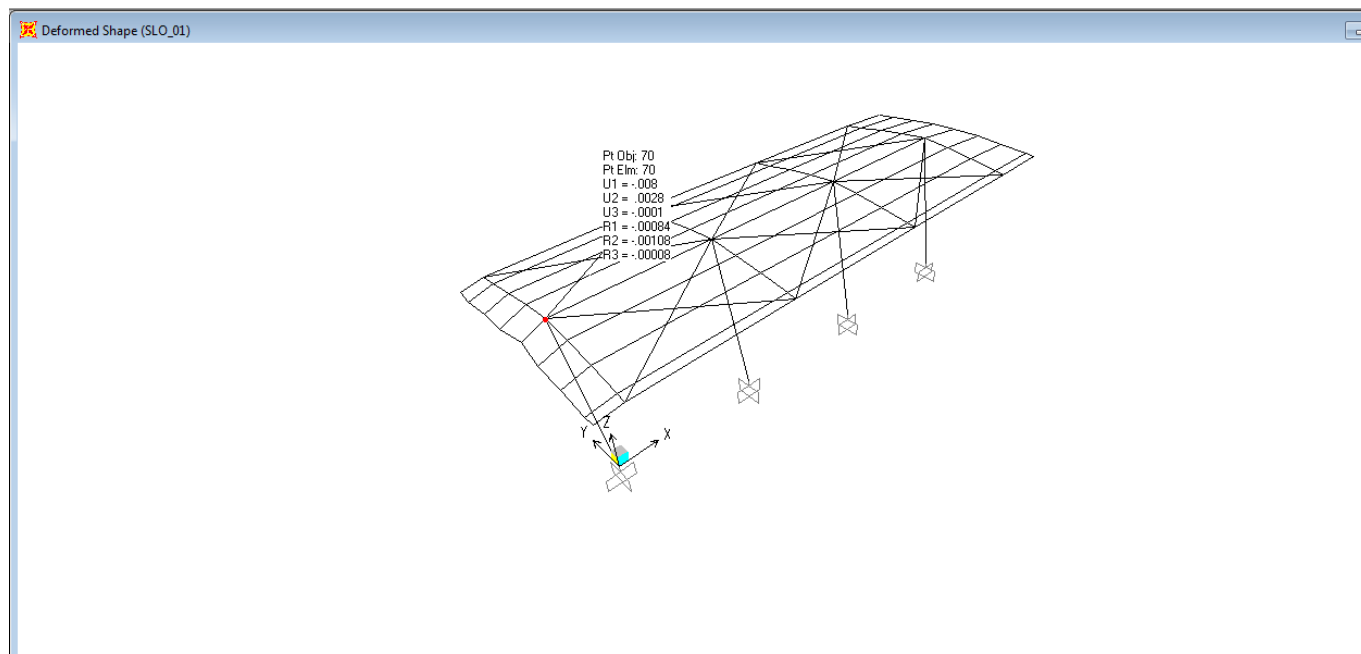 Deformed Shape (SLO_01)
Pt Obj: 70
Pt Elm: 70
U1 = -.008
U2 = .0028
U3 = -.0001
R1 = -.00084
R2 = -.00108
R3 = -.00008
Y
Z
X